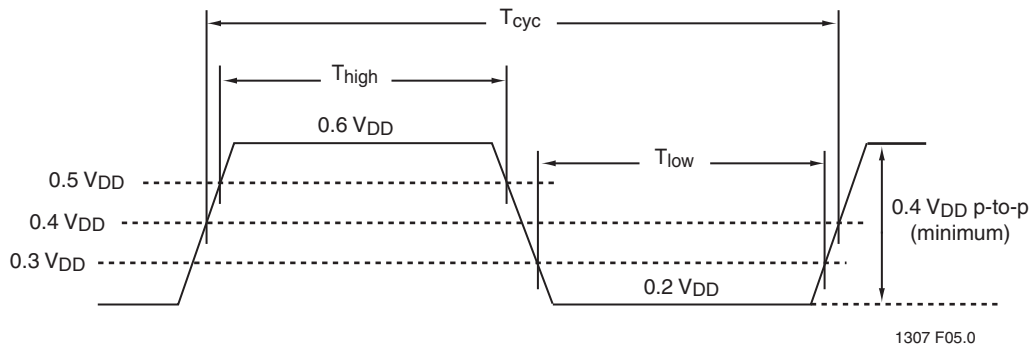 Tcyc
Thigh
0.6 VDD
Tlow
0.5 VDD
0.4 VDD
0.4 VDD p-to-p
(minimum)
0.3 VDD
0.2 VDD
1307 F05.0